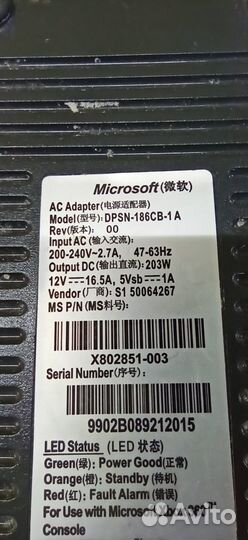 Microsoft(微软)
AC Adapter(电源适配器)
Model(型号): DPSN-186CB-1 A
Rev(版本): 00
Input AC(输入交流):
200-240V~2.7A, 47-63Hz
Output DC(输出直流): 203W
12V⎓16.5A, 5Vsb⎓1A
Vendor(厂商): S1 50064267
MS P/N(MS料号):
X802851-003
Serial Number(序号):
9902B089212015
LED Status (LED 状态)
Green(绿): Power Good(正常)
Orange(橙): Standby(待机)
Red(红): Fault Alarm(错误)
For Use with Microsoft Xbox 360™
Console
Avito